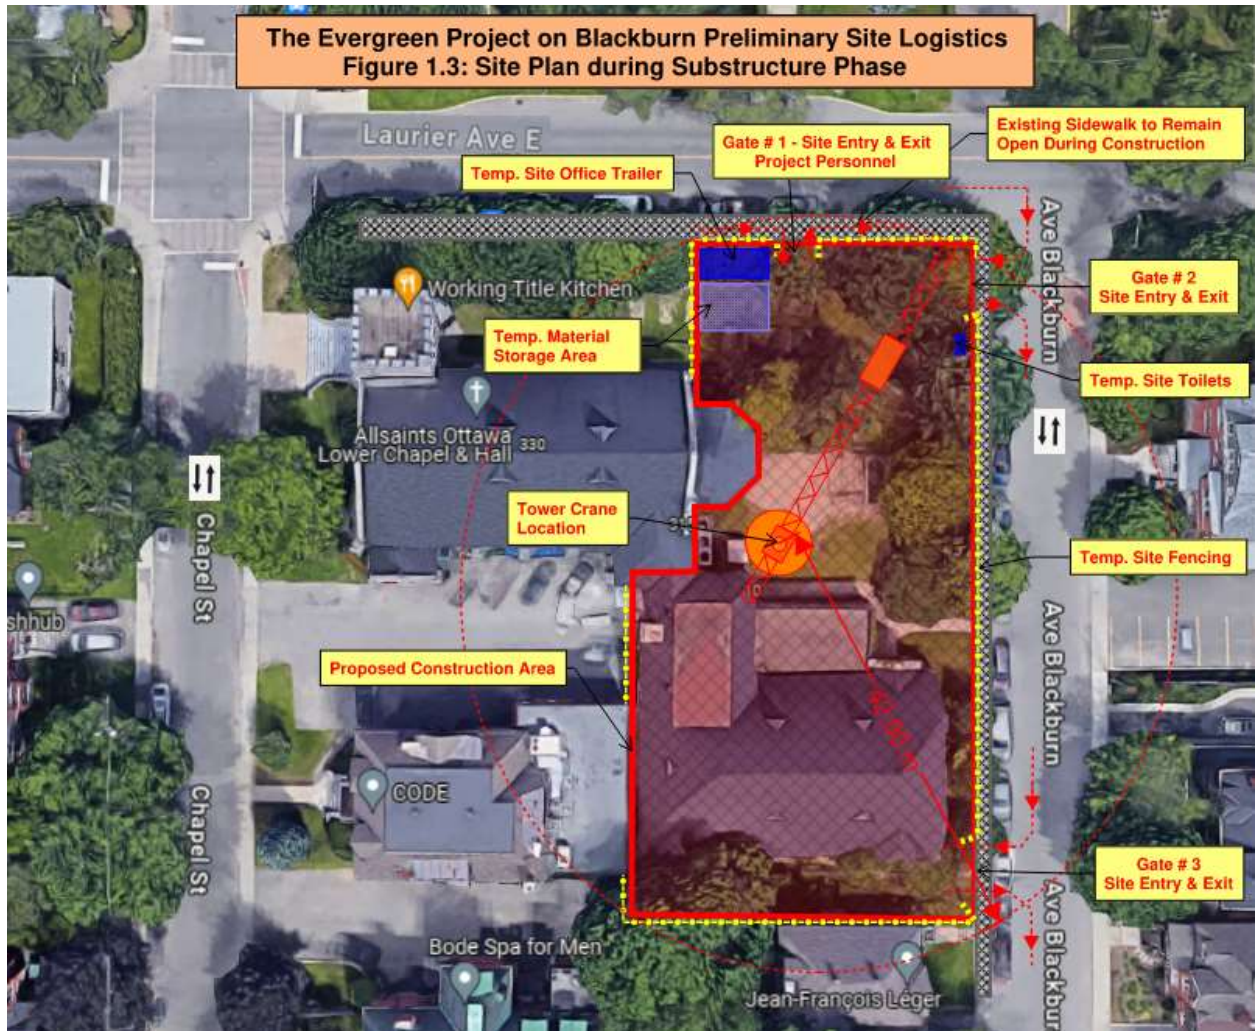 The Evergreen Project on Blackburn Preliminary Site Logistics
Figure 1.3: Site Plan during Substructure Phase
Laurier Ave E
Gate # 1 - Site Entry & Exit
Project Personnel
Existing Sidewalk to Remain
Open During Construction
Temp. Site Office Trailer
Ave Blackburn
Gate # 2
Site Entry & Exit
Working Title Kitchen
Temp. Material
Storage Area
Temp. Site Toilets
Allsaints Ottawa
Lower Chapel & Hall
330
Tower Crane
Location
Chapel St
Temp. Site Fencing
10
shhub
Ave Blackburn
Proposed Construction Area
CODE
Chapel St
Gate # 3
Site Entry & Exit
Ave Blackbur
Bode Spa for Men
Jean-François Léger